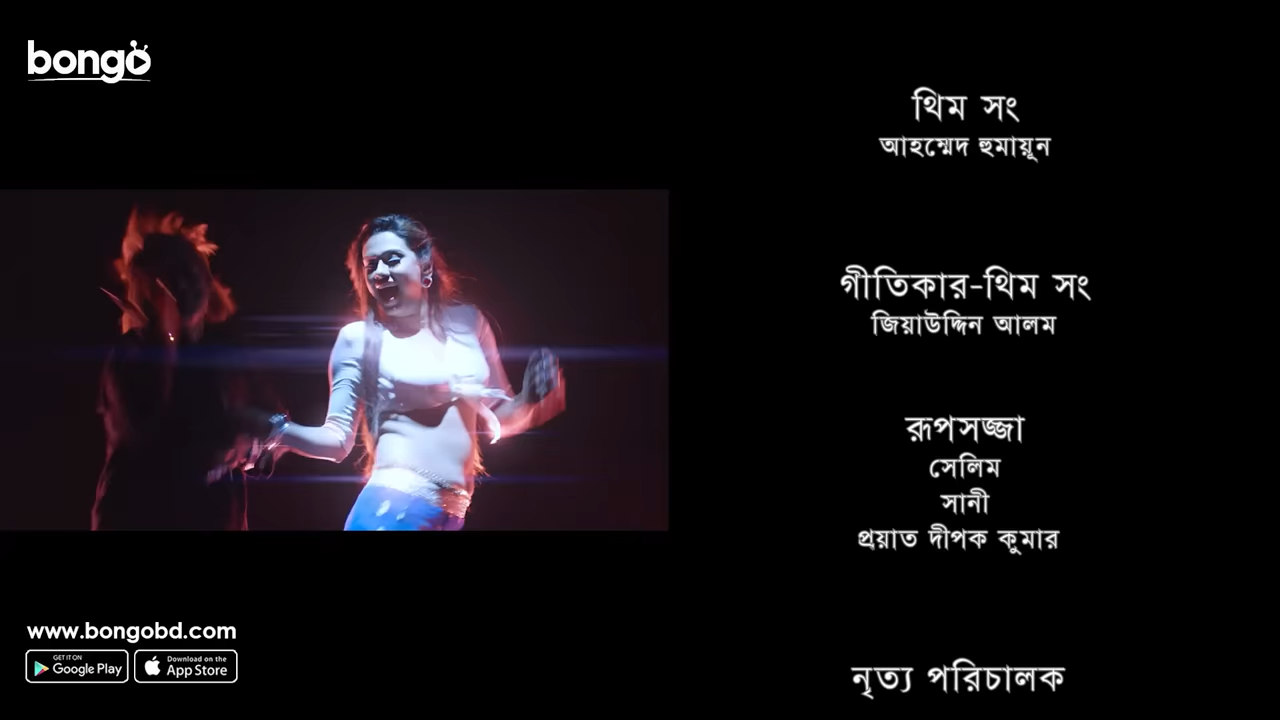 bongo
থিম সং
আহম্মেদ হুমায়ূন
গীতিকার-থিম সং
জিয়াউদ্দিন আলম
রূপসজ্জা
সেলিম
সানী
প্রয়াত দীপক কুমার
www.bongobd.com
GET IT ON
Google Play
Download on the
App Store
নৃত্য পরিচালক